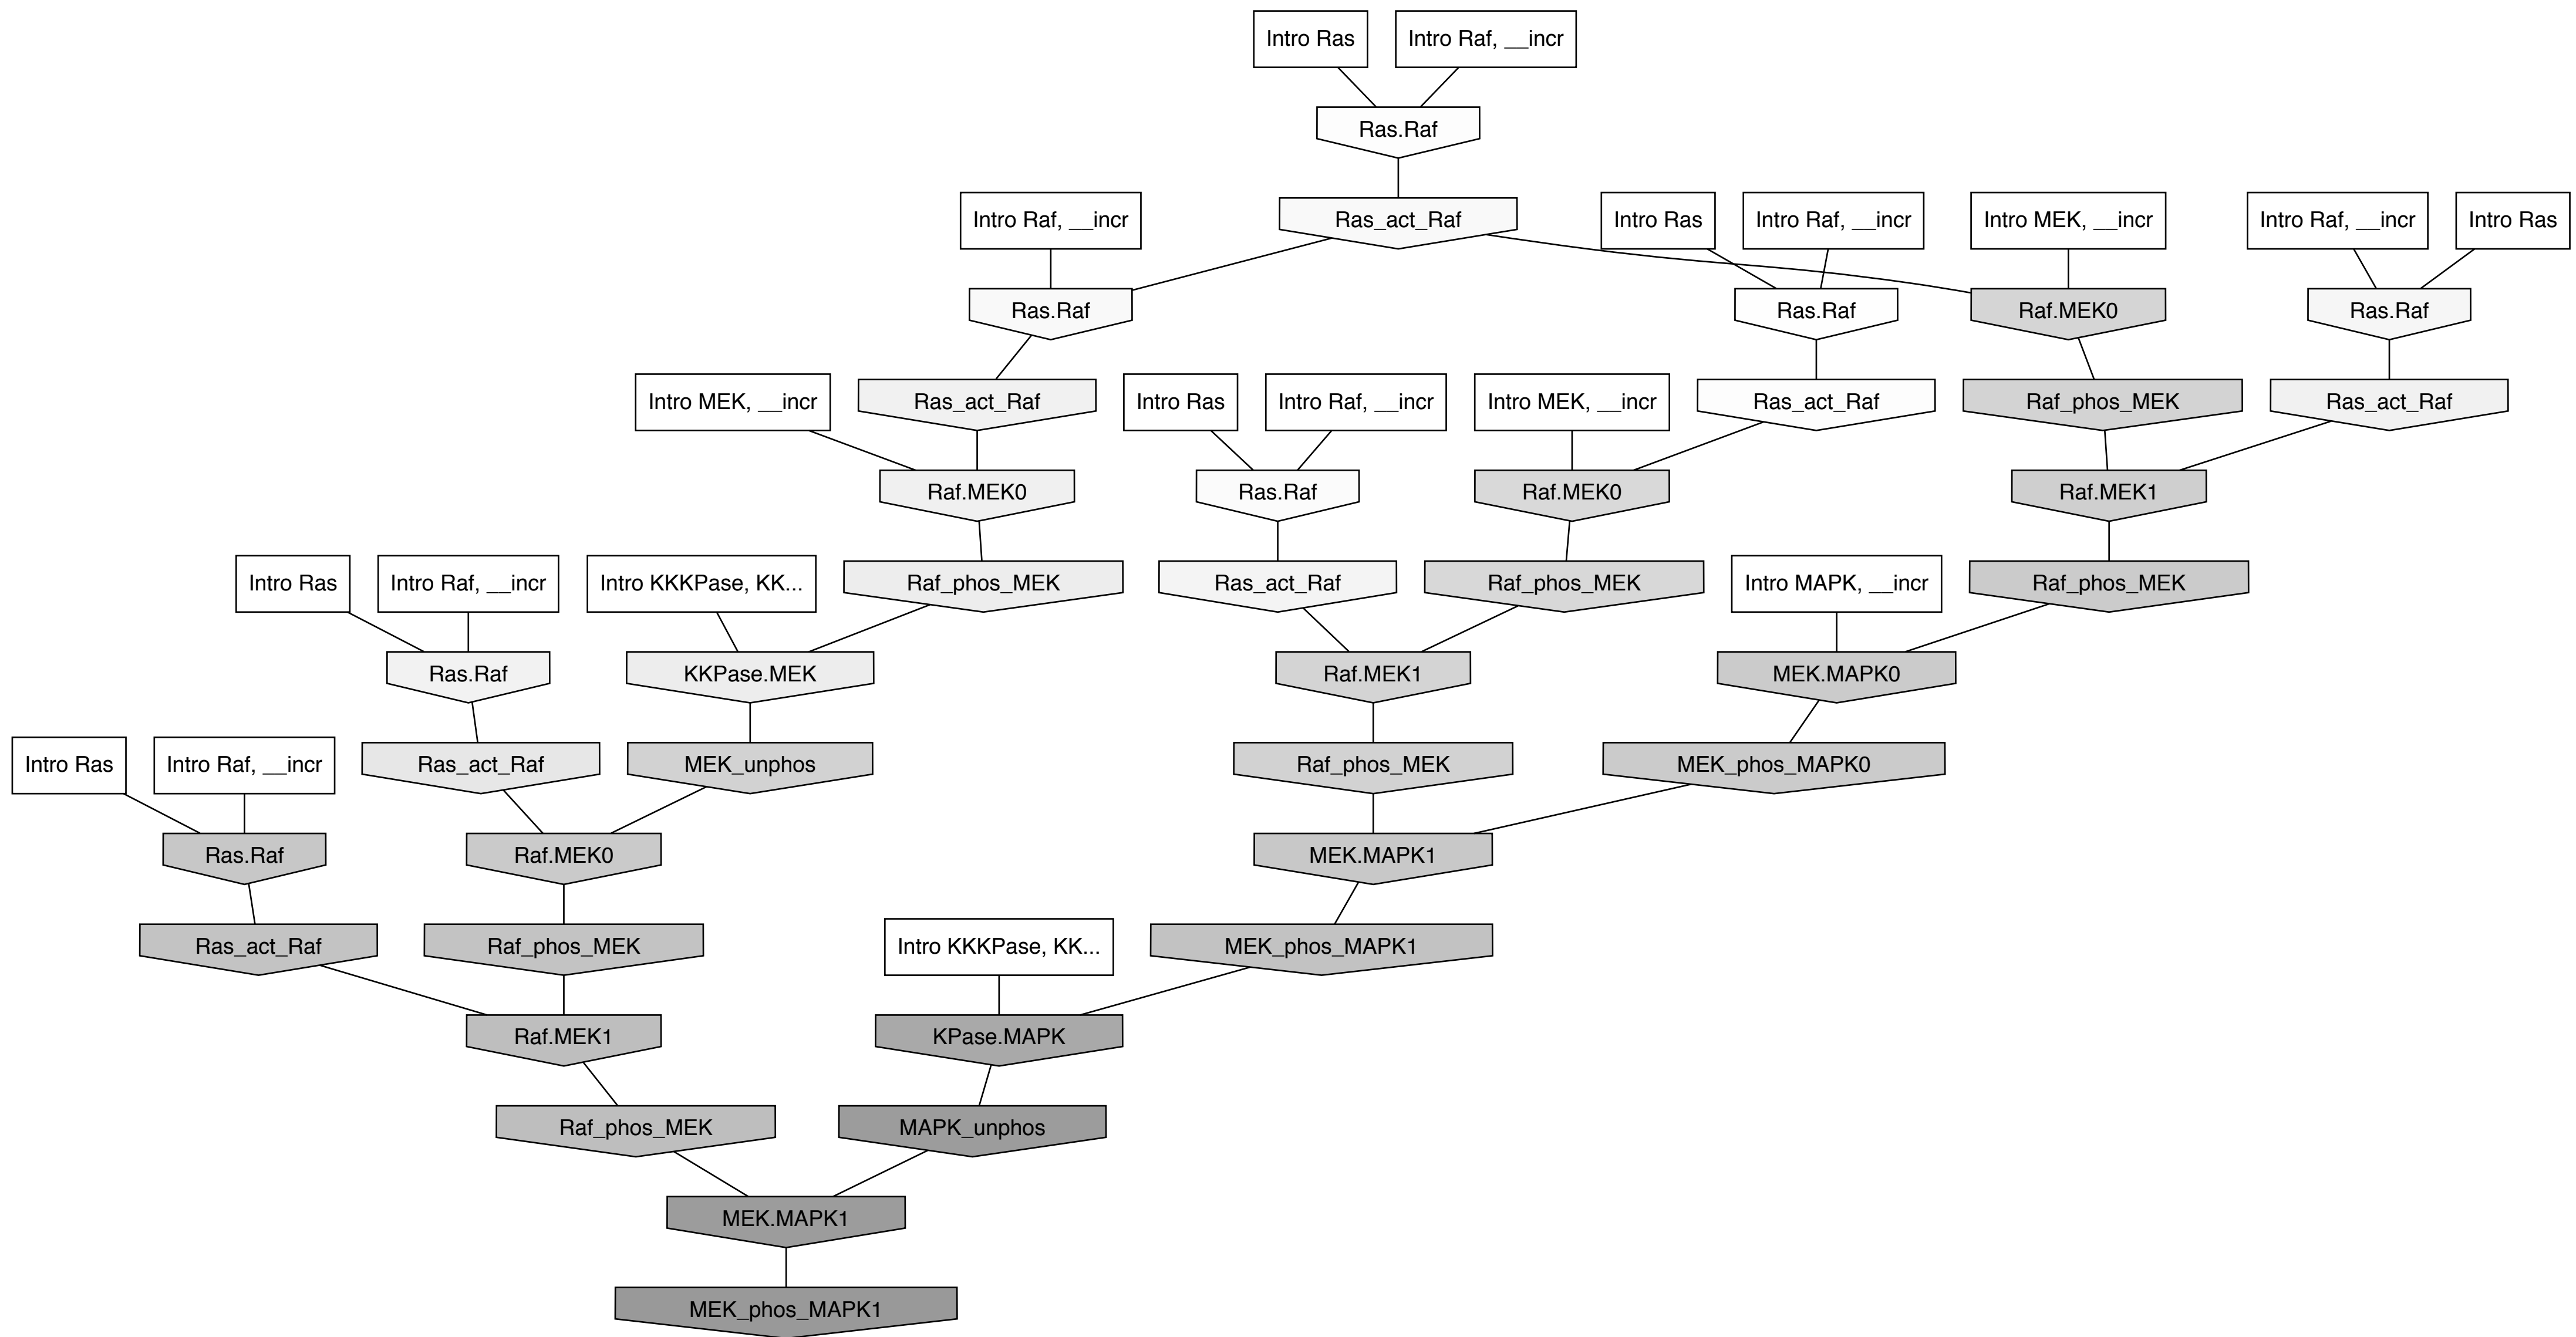 Intro Ras
Intro Raf, __incr
Ras.Raf
Intro Raf, __incr
Ras_act_Raf
Intro Ras
Intro Raf, __incr
Intro MEK, __incr
Intro Raf, __incr
Intro Ras
Ras.Raf
Ras.Raf
Raf.MEK0
Ras.Raf
Intro MEK, __incr
Ras_act_Raf
Intro Ras
Intro Raf, __incr
Intro MEK, __incr
Ras_act_Raf
Raf_phos_MEK
Ras_act_Raf
Raf.MEK0
Ras.Raf
Raf.MEK0
Raf.MEK1
Intro Ras
Intro Raf, __incr
Intro KKKPase, KK...
Raf_phos_MEK
Ras_act_Raf
Raf_phos_MEK
Intro MAPK, __incr
Raf_phos_MEK
Ras.Raf
KKPase.MEK
Raf.MEK1
MEK.MAPK0
Intro Ras
Intro Raf, __incr
Ras_act_Raf
MEK_unphos
Raf_phos_MEK
MEK_phos_MAPK0
Ras.Raf
Raf.MEK0
MEK.MAPK1
Ras_act_Raf
Raf_phos_MEK
Intro KKKPase, KK...
MEK_phos_MAPK1
Raf.MEK1
KPase.MAPK
Raf_phos_MEK
MAPK_unphos
MEK.MAPK1
MEK_phos_MAPK1